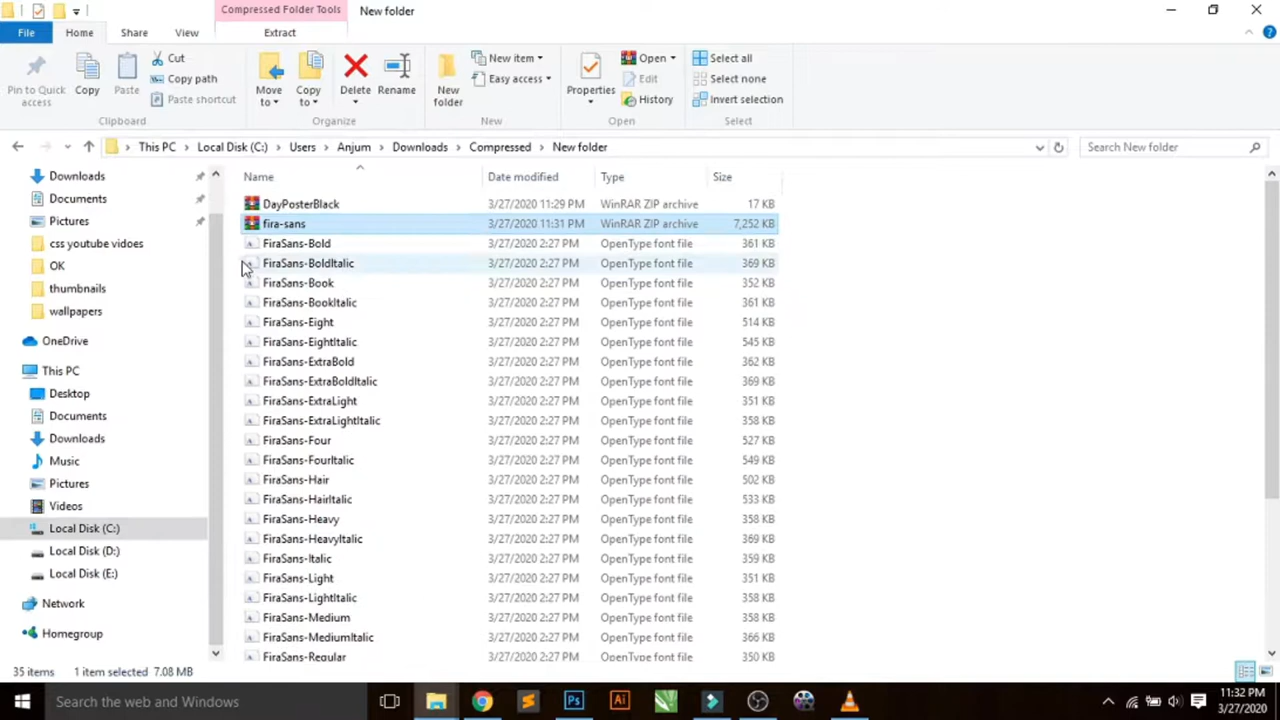 Compressed Folder Tools
New folder
File
Home
Share
View
Extract
Pin to Quick access
Copy
Paste
Cut
Copy path
Paste shortcut
Clipboard
Move to
Copy to
Delete
Rename
Organize
New folder
New item
Easy access
New
Properties
Open
Edit
History
Open
Select all
Select none
Invert selection
Select
This PC
Local Disk (C:)
Users
Anjum
Downloads
Compressed
New folder
Search New folder
Downloads
Documents
Pictures
css youtube vidoes
OK
thumbnails
wallpapers
OneDrive
This PC
Desktop
Documents
Downloads
Music
Pictures
Videos
Local Disk (C:)
Local Disk (D:)
Local Disk (E:)
Network
Homegroup
Name Date modified Type Size
DayPosterBlack 3/27/2020 11:29 PM WinRAR ZIP archive 17 KB
fira-sans 3/27/2020 11:31 PM WinRAR ZIP archive 7,252 KB
FiraSans-Bold 3/27/2020 2:27 PM OpenType font file 361 KB
FiraSans-BoldItalic 3/27/2020 2:27 PM OpenType font file 369 KB
FiraSans-Book 3/27/2020 2:27 PM OpenType font file 352 KB
FiraSans-BookItalic 3/27/2020 2:27 PM OpenType font file 361 KB
FiraSans-Eight 3/27/2020 2:27 PM OpenType font file 514 KB
FiraSans-EightItalic 3/27/2020 2:27 PM OpenType font file 545 KB
FiraSans-ExtraBold 3/27/2020 2:27 PM OpenType font file 362 KB
FiraSans-ExtraBoldItalic 3/27/2020 2:27 PM OpenType font file 369 KB
FiraSans-ExtraLight 3/27/2020 2:27 PM OpenType font file 351 KB
FiraSans-ExtraLightItalic 3/27/2020 2:27 PM OpenType font file 358 KB
FiraSans-Four 3/27/2020 2:27 PM OpenType font file 527 KB
FiraSans-FourItalic 3/27/2020 2:27 PM OpenType font file 549 KB
FiraSans-Hair 3/27/2020 2:27 PM OpenType font file 502 KB
FiraSans-HairItalic 3/27/2020 2:27 PM OpenType font file 533 KB
FiraSans-Heavy 3/27/2020 2:27 PM OpenType font file 358 KB
FiraSans-HeavyItalic 3/27/2020 2:27 PM OpenType font file 369 KB
FiraSans-Italic 3/27/2020 2:27 PM OpenType font file 359 KB
FiraSans-Light 3/27/2020 2:27 PM OpenType font file 351 KB
FiraSans-LightItalic 3/27/2020 2:27 PM OpenType font file 358 KB
FiraSans-Medium 3/27/2020 2:27 PM OpenType font file 358 KB
FiraSans-MediumItalic 3/27/2020 2:27 PM OpenType font file 366 KB
FiraSans-Regular 3/27/2020 2:27 PM OpenType font file 350 KB
35 items 1 item selected 7.08 MB
Search the web and Windows
Ps
Ai
11:32 PM
3/27/2020